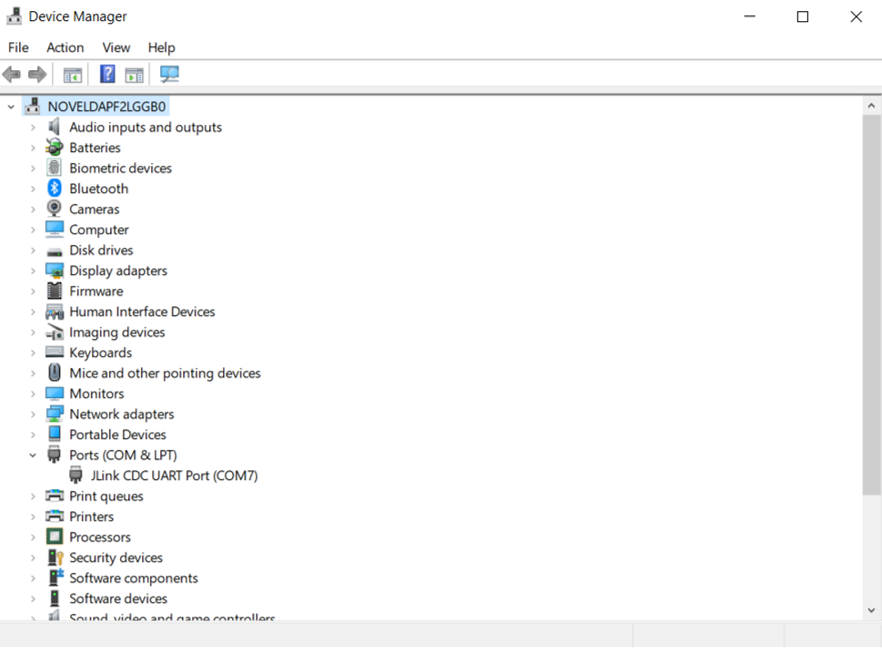 Device Manager
File Action View Help
NOVELDAPF2LGGB0
Audio inputs and outputs
Batteries
Biometric devices
Bluetooth
Cameras
Computer
Disk drives
Display adapters
Firmware
Human Interface Devices
Imaging devices
Keyboards
Mice and other pointing devices
Monitors
Network adapters
Portable Devices
Ports (COM & LPT)
JLink CDC UART Port (COM7)
Print queues
Printers
Processors
Security devices
Software components
Software devices
Sound, video and game controllers